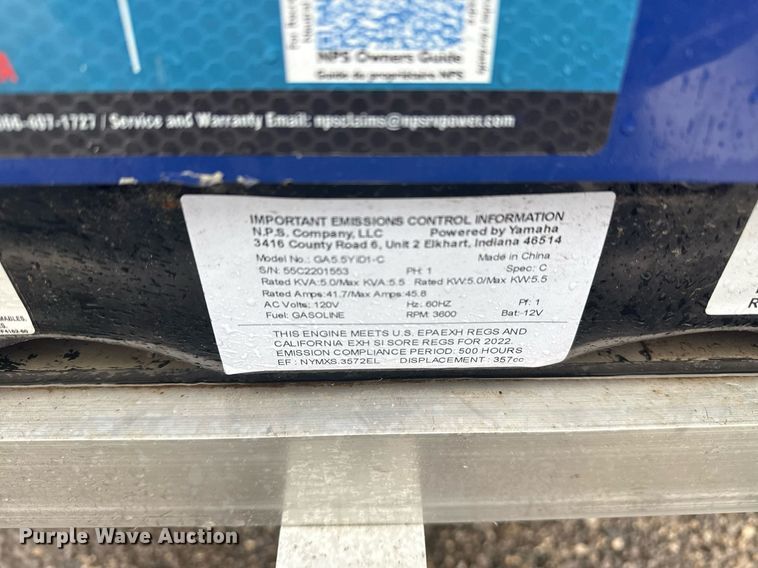 NPS Owners Guide
Guide du propriétaire NPS
-407-1727 / Service and Warranty Email: npsclaims@npsrvpower.com
IMPORTANT EMISSIONS CONTROL INFORMATION
N.P.S. Company, LLC Powered by Yamaha
3416 County Road 6, Unit 2 Elkhart, Indiana 46514
Model No.: GA5.5YID1-C Made in China
S/N: 55C2201553 PH: 1 Spec: C
Rated KVA: 5.0/Max KVA: 5.5 Rated KW:5.0/Max KW:5.5
Rated Amps: 41.7/Max Amps: 45.8
AC Volts: 120V Hz: 60HZ Pf: 1
Fuel: GASOLINE RPM: 3600 Bat:-12V
THIS ENGINE MEETS U.S. EPAEXH REGS AND
CALIFORNIA EXH SI SORE REGS FOR 2022.
EMISSION COMPLIANCE PERIOD: 500 HOURS
EF : NYMXS.3572EL DISPLACEMENT : 357cc
Purple Wave Auction